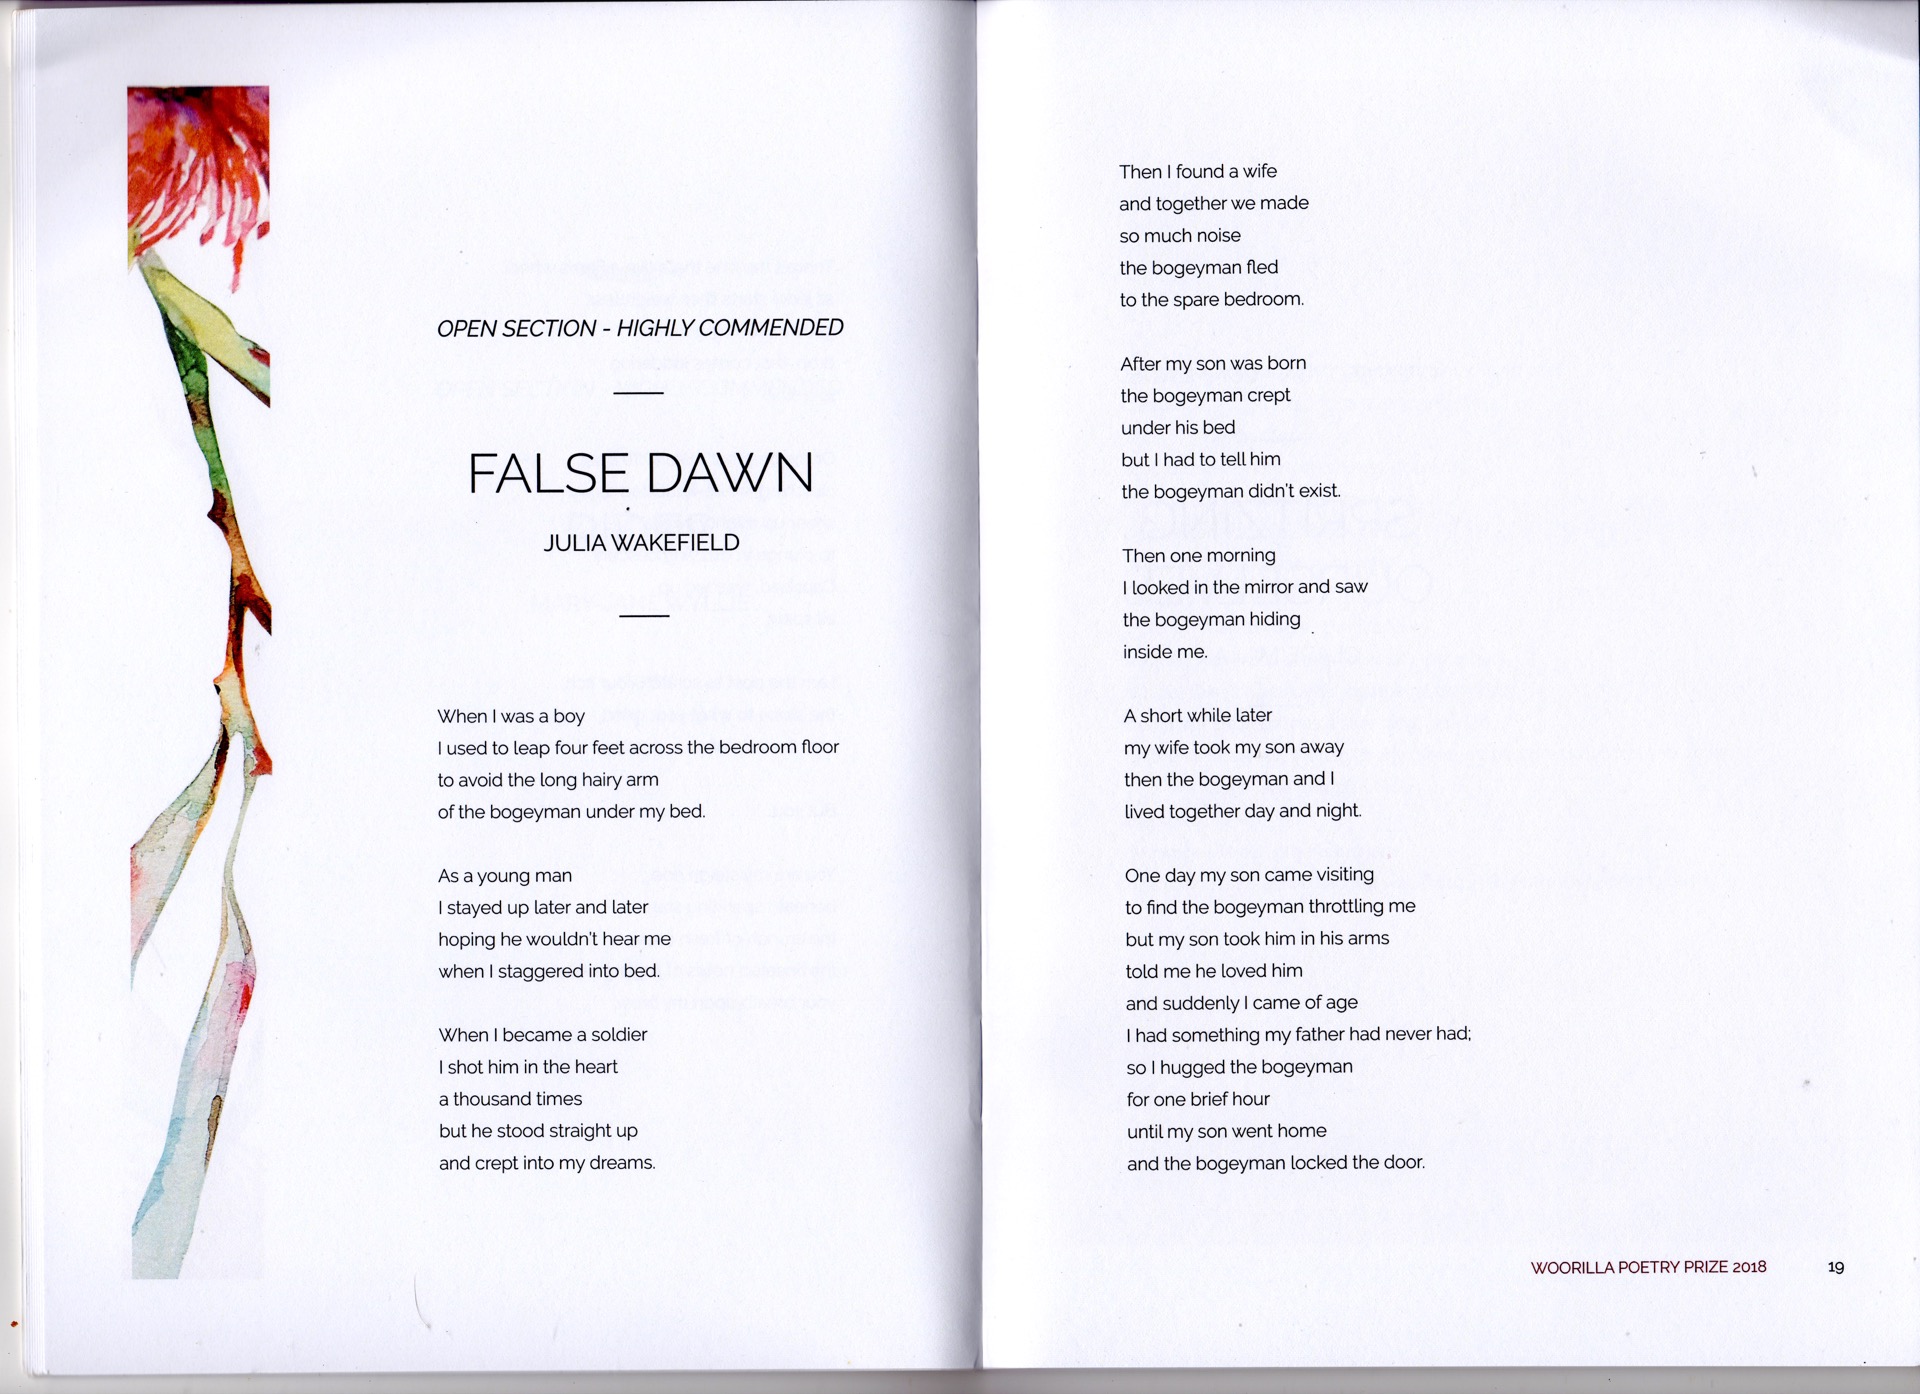 OPEN SECTION - HIGHLY COMMENDED
FALSE DAWN
JULIA WAKEFIELD
When I was a boy
I used to leap four feet across the bedroom floor
to avoid the long hairy arm
of the bogeyman under my bed.
As a young man
I stayed up later and later
hoping he wouldn't hear me
when I staggered into bed.
When I became a soldier
I shot him in the heart
a thousand times
but he stood straight up
and crept into my dreams.
Then I found a wife
and together we made
so much noise
the bogeyman fled
to the spare bedroom.
After my son was born
the bogeyman crept
under his bed
but I had to tell him
the bogeyman didn't exist.
Then one morning
I looked in the mirror and saw
the bogeyman hiding
inside me.
A short while later
my wife took my son away
then the bogeyman and I
lived together day and night.
One day my son came visiting
to find the bogeyman throttling me
but my son took him in his arms
told me he loved him
and suddenly I came of age
I had something my father had never had;
so I hugged the bogeyman
for one brief hour
until my son went home
and the bogeyman locked the door.
WOORILLA POETRY PRIZE 2018 19